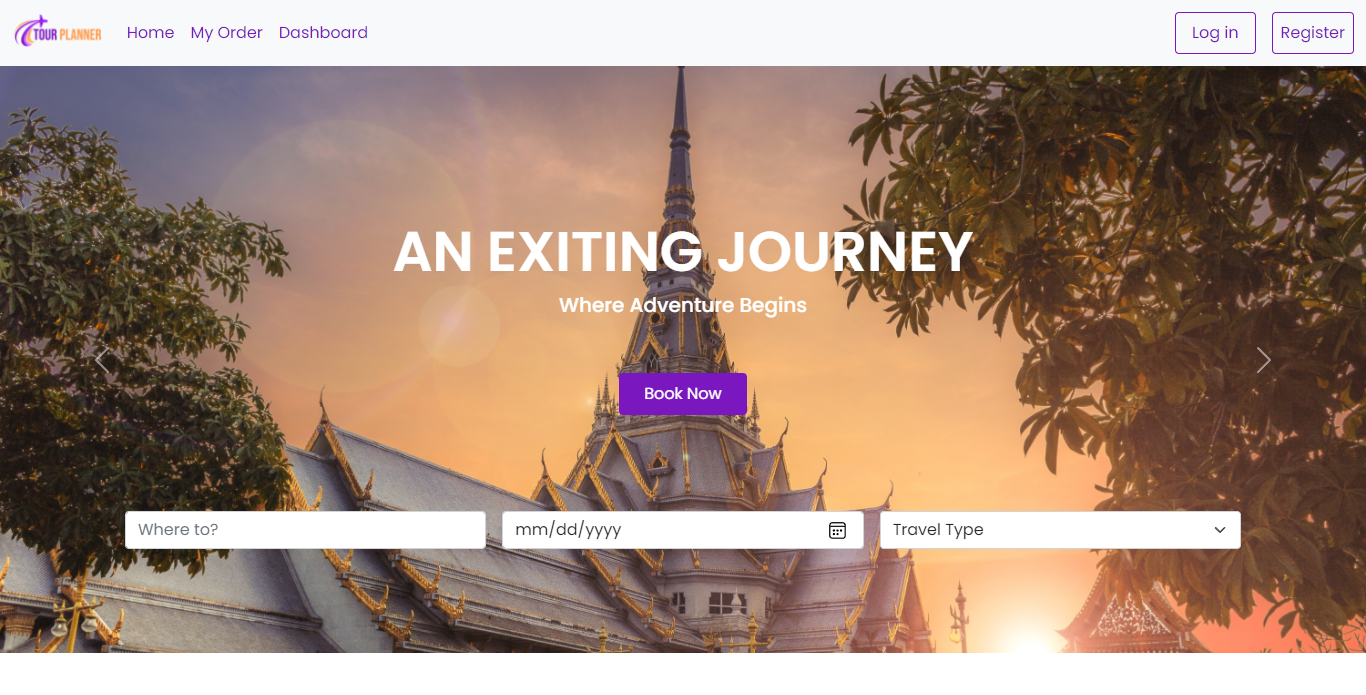 TOUR PLANNER
Home My Order Dashboard
Log in Register
AN EXITING JOURNEY
Where Adventure Begins
Book Now
Where to? mm/dd/yyyy Travel Type